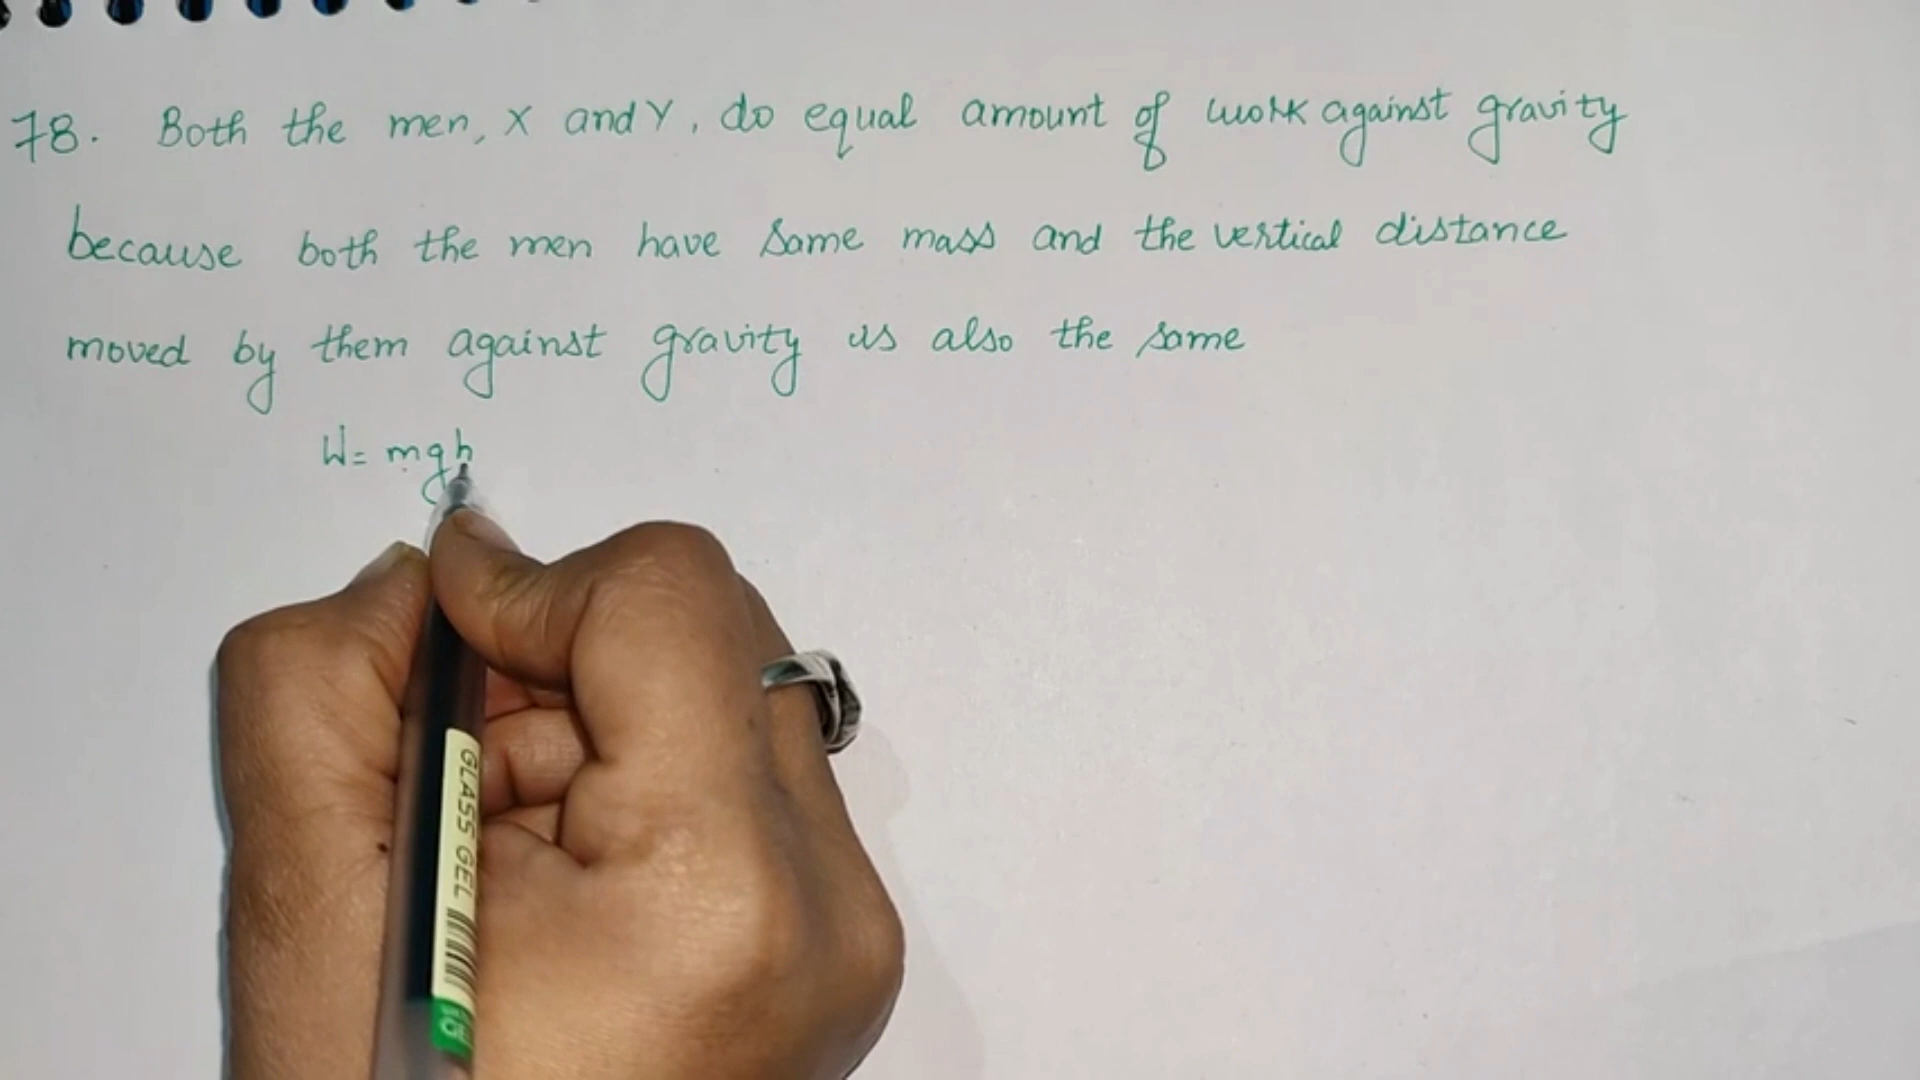 78. Both the men, X and Y, do equal amount of work against gravity
because both the men have same mass and the vertical distance
moved by them against gravity is also the same
W = mgh
GLASS GEL